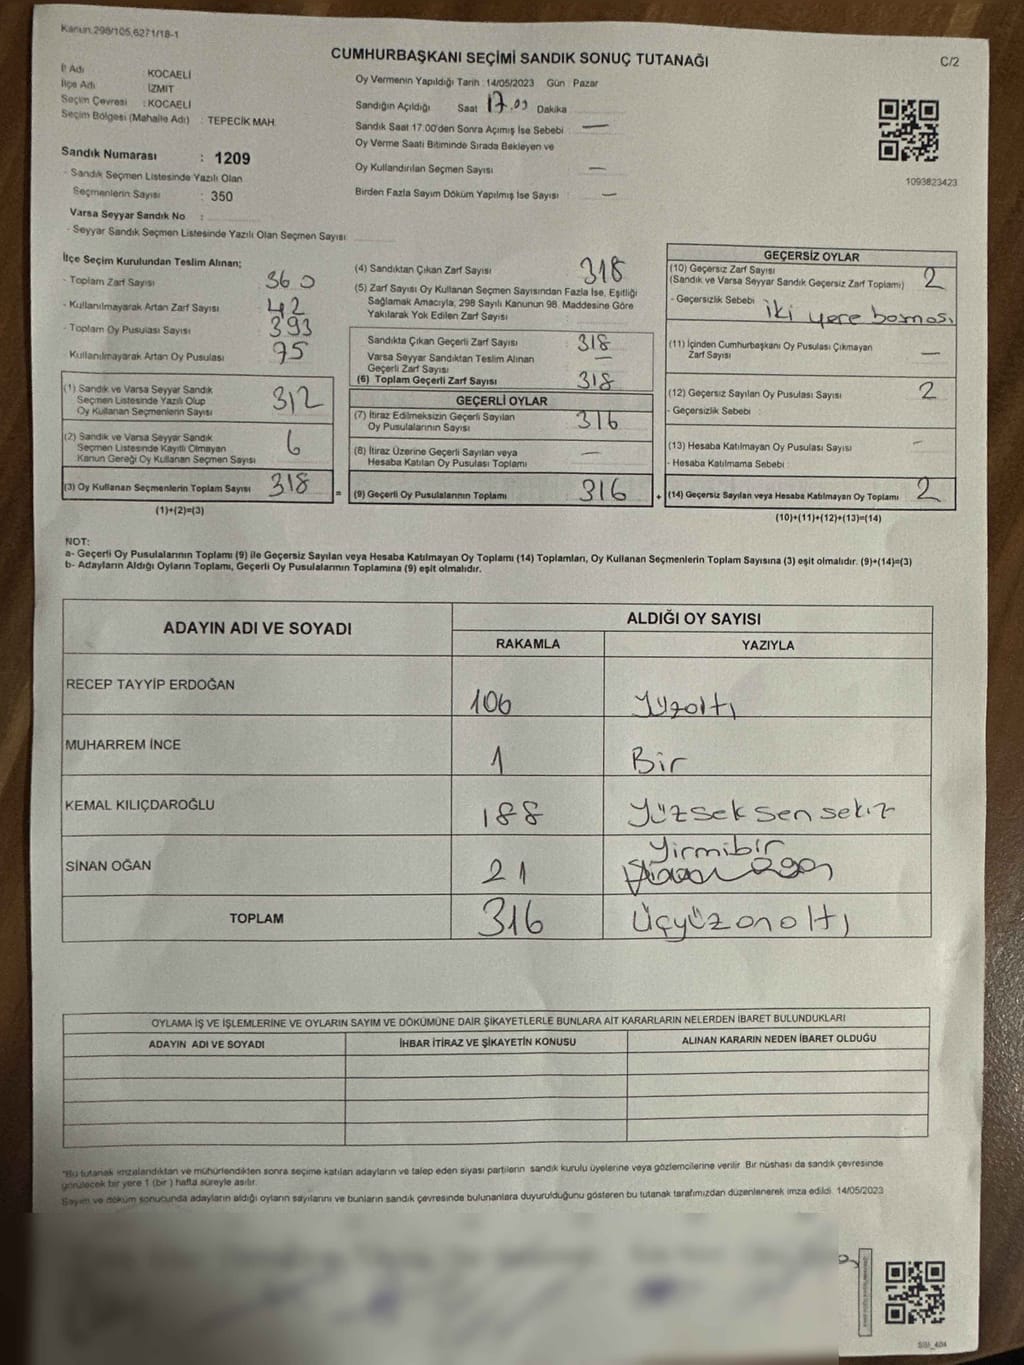 Kanun.298/105,6271/18-1
CUMHURBAŞKANI SEÇİMİ SANDIK SONUÇ TUTANAĞI
C/2
İl Adı : KOCAELİ
İlçe Adı İZMİT
Seçim Çevresi : KOCAELİ
Seçim Bölgesi (Mahalle Adı) : TEPECİK MAH.
Oy Vermenin Yapıldığı Tarih : 14/05/2023 Gün : Pazar
Sandığın Açıldığı Saat 17.03 Dakika
Sandık Saat 17:00'den Sonra Açımış İse Sebebi : —
Oy Verme Saati Bitiminde Sırada Bekleyen ve
Oy Kullandırılan Seçmen Sayısı —
Birden Fazla Sayım Döküm Yapılmış İse Sayısı : —
1093823423
Sandık Numarası : 1209
- Sandık Seçmen Listesinde Yazılı Olan
Seçmenlerin Sayısı : 350
Varsa Seyyar Sandık No :
- Seyyar Sandık Seçmen Listesinde Yazılı Olan Seçmen Sayısı
İlçe Seçim Kurulundan Teslim Alınan;
- Toplam Zarf Sayısı 360
- Kullanılmayarak Artan Zarf Sayısı : 42
- Toplam Oy Pusulası Sayısı 393
Kullanılmayarak Artan Oy Pusulası : 75
(1) Sandık ve Varsa Seyyar Sandık
Seçmen Listesinde Yazılı Olup
Oy Kullanan Seçmenlerin Sayısı 312
(2) Sandık ve Varsa Seyyar Sandık
Seçmen Listesinde Kayıtlı Olmayan
Kanun Gereği Oy Kullanan Seçmen Sayısı 6
(3) Oy Kullanan Seçmenlerin Toplam Sayısı 318
(1)+(2)=(3)
(4) Sandıktan Çıkan Zarf Sayısı 318
(5) Zarf Sayısı Oy Kullanan Seçmen Sayısından Fazla İse, Eşitliği
Sağlamak Amacıyla, 298 Sayılı Kanunun 98. Maddesine Göre
Yakılarak Yok Edilen Zarf Sayısı
Sandıkta Çıkan Geçerli Zarf Sayısı : 318
Varsa Seyyar Sandıktan Teslim Alınan
Geçerli Zarf Sayısı —
(6) Toplam Geçerli Zarf Sayısı 318
GEÇERLİ OYLAR
(7) İtiraz Edilmeksizin Geçerli Sayılan
Oy Pusulalarının Sayısı 316
(8) İtiraz Üzerine Geçerli Sayılan veya
Hesaba Katılan Oy Pusulası Toplamı —
= (9) Geçerli Oy Pusulalarının Toplamı 316
GEÇERSİZ OYLAR
(10) Geçersiz Zarf Sayısı
(Sandık ve Varsa Seyyar Sandık Geçersiz Zarf Toplamı) 2
- Geçersizlik Sebebi İki yere basması
(11) İçinden Cumhurbaşkanı Oy Pusulası Çıkmayan
Zarf Sayısı —
(12) Geçersiz Sayılan Oy Pusulası Sayısı 2
- Geçersizlik Sebebi :
(13) Hesaba Katılmayan Oy Pusulası Sayısı —
- Hesaba Katılmama Sebebi :
+ (14) Geçersiz Sayılan veya Hesaba Katılmayan Oy Toplamı 2
(10)+(11)+(12)+(13)=(14)
NOT:
a- Geçerli Oy Pusulalarının Toplamı (9) ile Geçersiz Sayılan veya Hesaba Katılmayan Oy Toplamı (14) Toplamları, Oy Kullanan Seçmenlerin Toplam Sayısına (3) eşit olmalıdır. (9)+(14)=(3)
b- Adayların Aldığı Oyların Toplamı, Geçerli Oy Pusulalarının Toplamına (9) eşit olmalıdır.
ADAYIN ADI VE SOYADI ALDIĞI OY SAYISI
RAKAMLA YAZIYLA
RECEP TAYYİP ERDOĞAN 106 Yüzaltı
MUHARREM İNCE 1 Bir
KEMAL KILIÇDAROĞLU 188 Yüzseksensekiz
SİNAN OĞAN 21 Yirmibir
TOPLAM 316 Üçyüzonaltı
OYLAMA İŞ VE İŞLEMLERİNE VE OYLARIN SAYIM VE DÖKÜMÜNE DAİR ŞİKAYETLERLE BUNLARA AİT KARARLARIN NELERDEN İBARET BULUNDUKLARI
ADAYIN ADI VE SOYADI İHBAR İTİRAZ VE ŞİKAYETİN KONUSU ALINAN KARARIN NEDEN İBARET OLDUĞU
*Bu tutanak imzalandıktan ve mühürlendikten sonra seçime katılan adayların ve talep eden siyasi partilerin sandık kurulu üyelerine veya gözlemcilerine verilir. Bir nüshası da sandık çevresinde
görülecek bir yere 1 (bir ) hafta süreyle asılır.
Sayım ve döküm sonucunda adayların aldığı oyların sayılarını ve bunların sandık çevresinde bulunanlara duyurulduğunu gösteren bu tutanak tarafımızdan düzenlenerek imza edildi. 14/05/2023